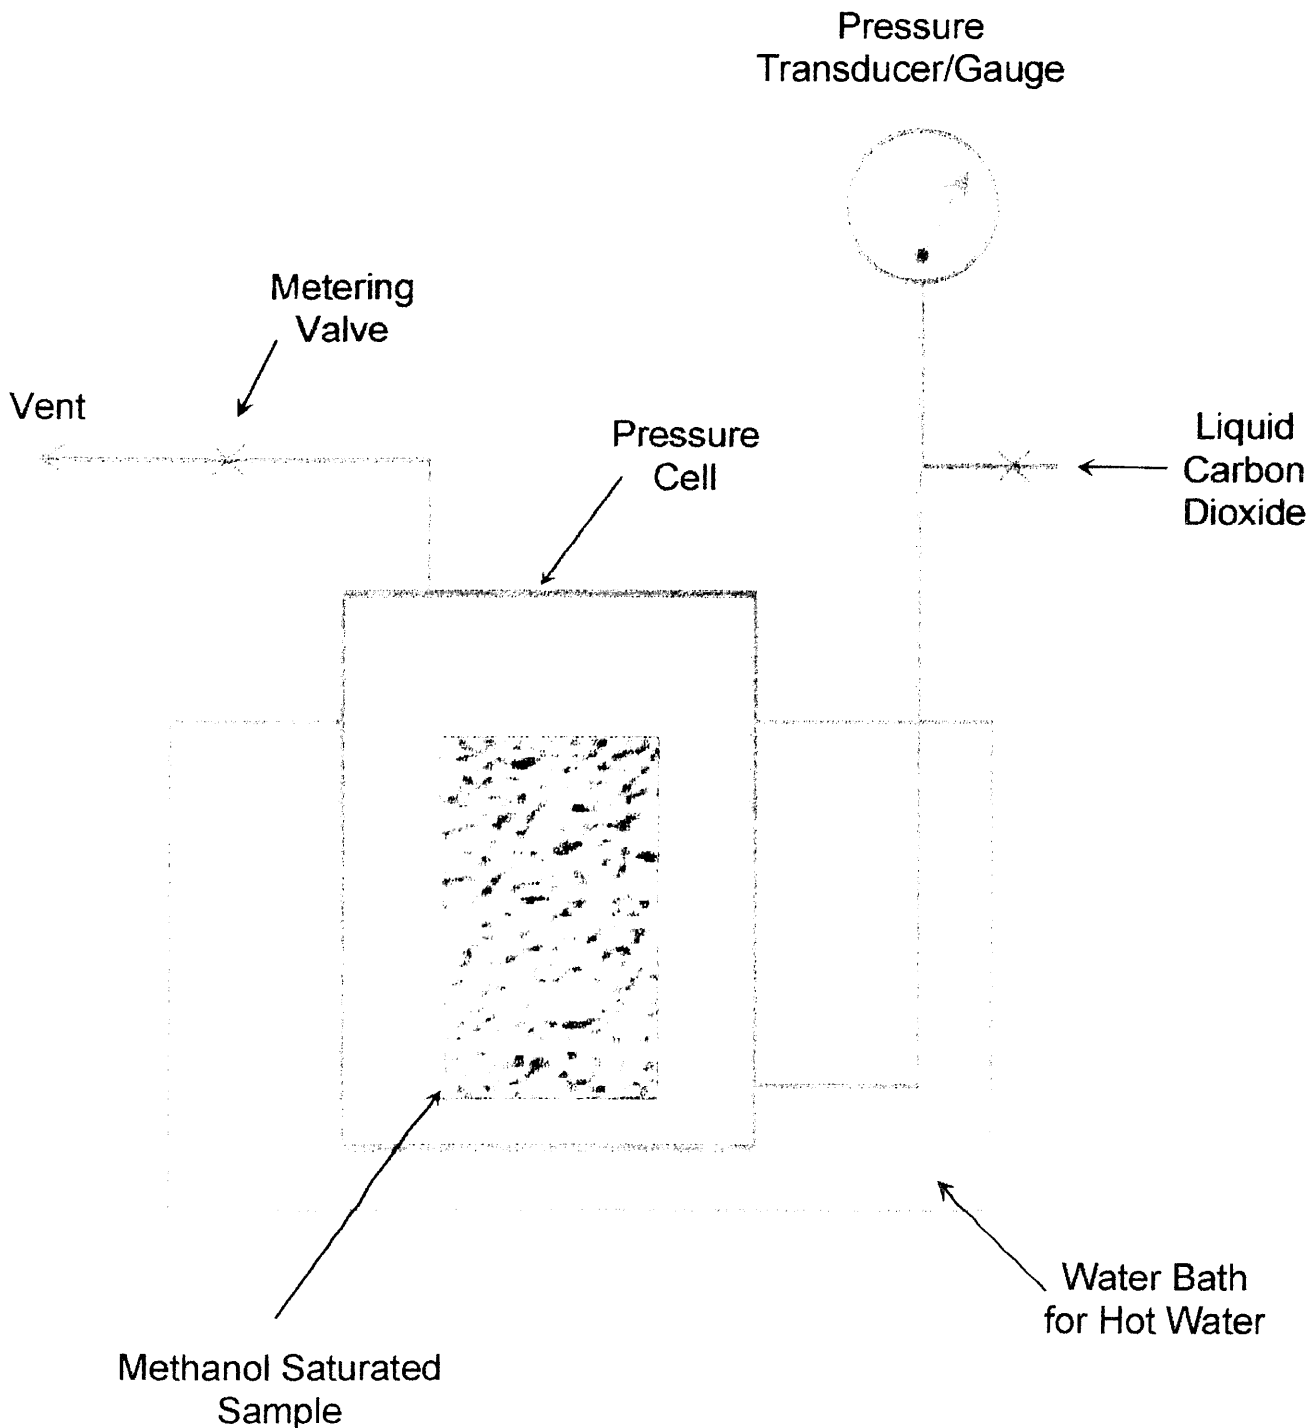 Pressure
Transducer/Gauge
Metering
Valve
Vent
Pressure
Cell
Liquid
Carbon
Dioxide
Water Bath
for Hot Water
Methanol Saturated
Sample